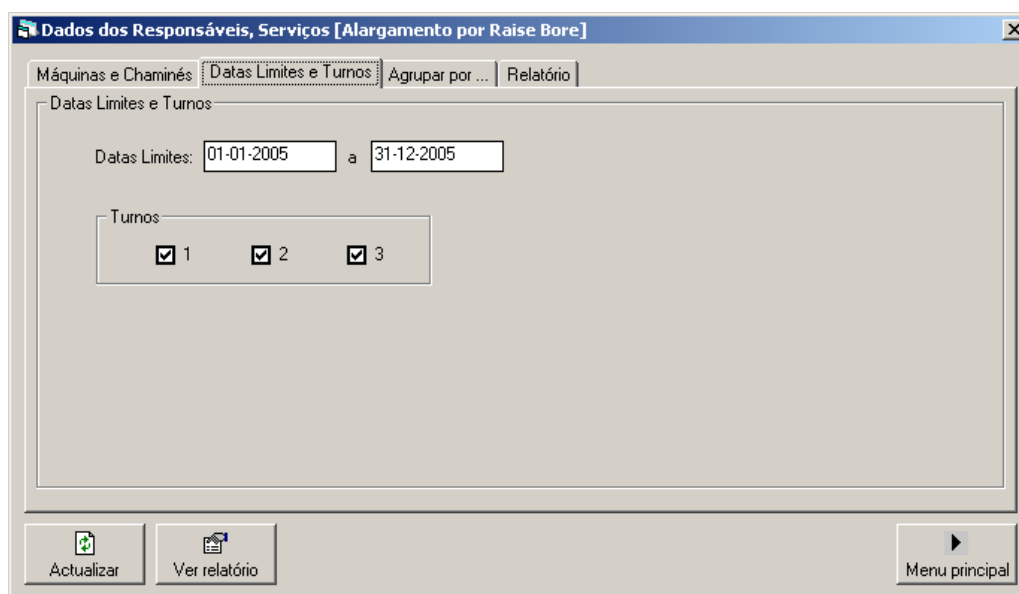 Dados dos Responsáveis, Serviços [Alargamento por Raise Bore]
Máquinas e Chaminés Datas Limites e Turnos Agrupar por ... Relatório
Datas Limites e Turnos
Datas Limites: 01-01-2005 a 31-12-2005
Turnos
1 2 3
Actualizar Ver relatório Menu principal